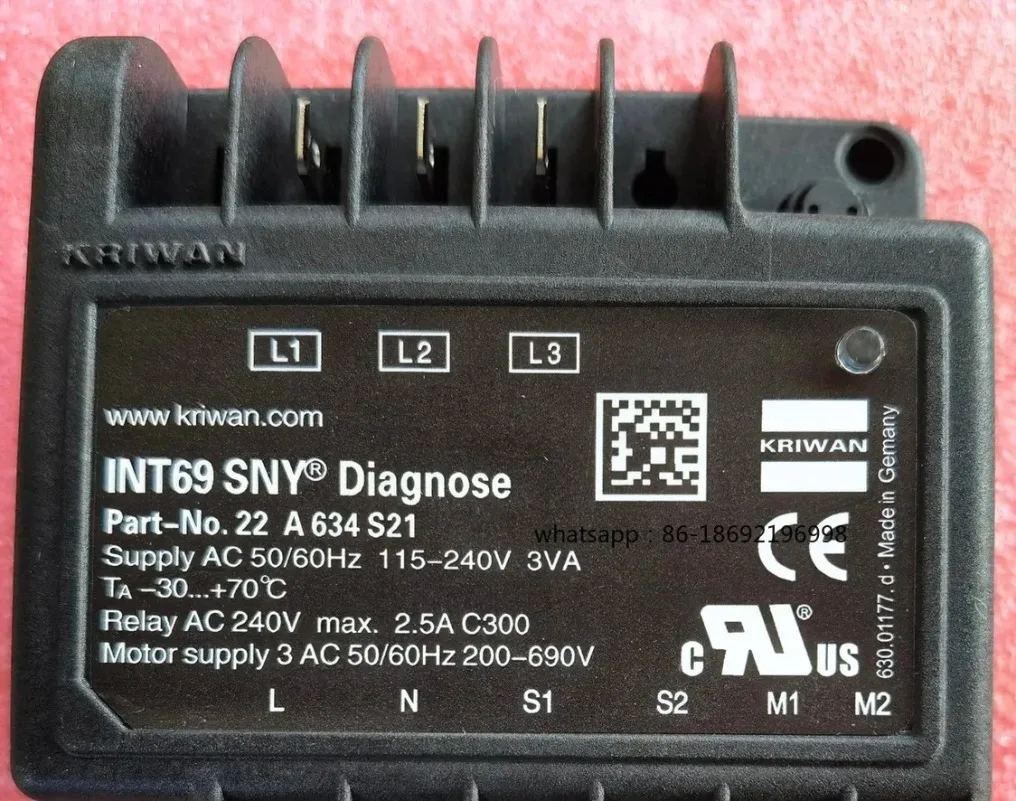 KRIWAN
L1 L2 L3
www.kriwan.com
KRIWAN
INT69 SNY® Diagnose
Part-No. 22 A 634 S21
whatsapp：86-18692196998
Supply AC 50/60Hz 115-240V 3VA
CE
TA -30...+70°C
Relay AC 240V max. 2.5A C300
Motor supply 3 AC 50/60Hz 200-690V
C RU® US
630.01177.d • Made in Germany
L N S1 S2 M1 M2